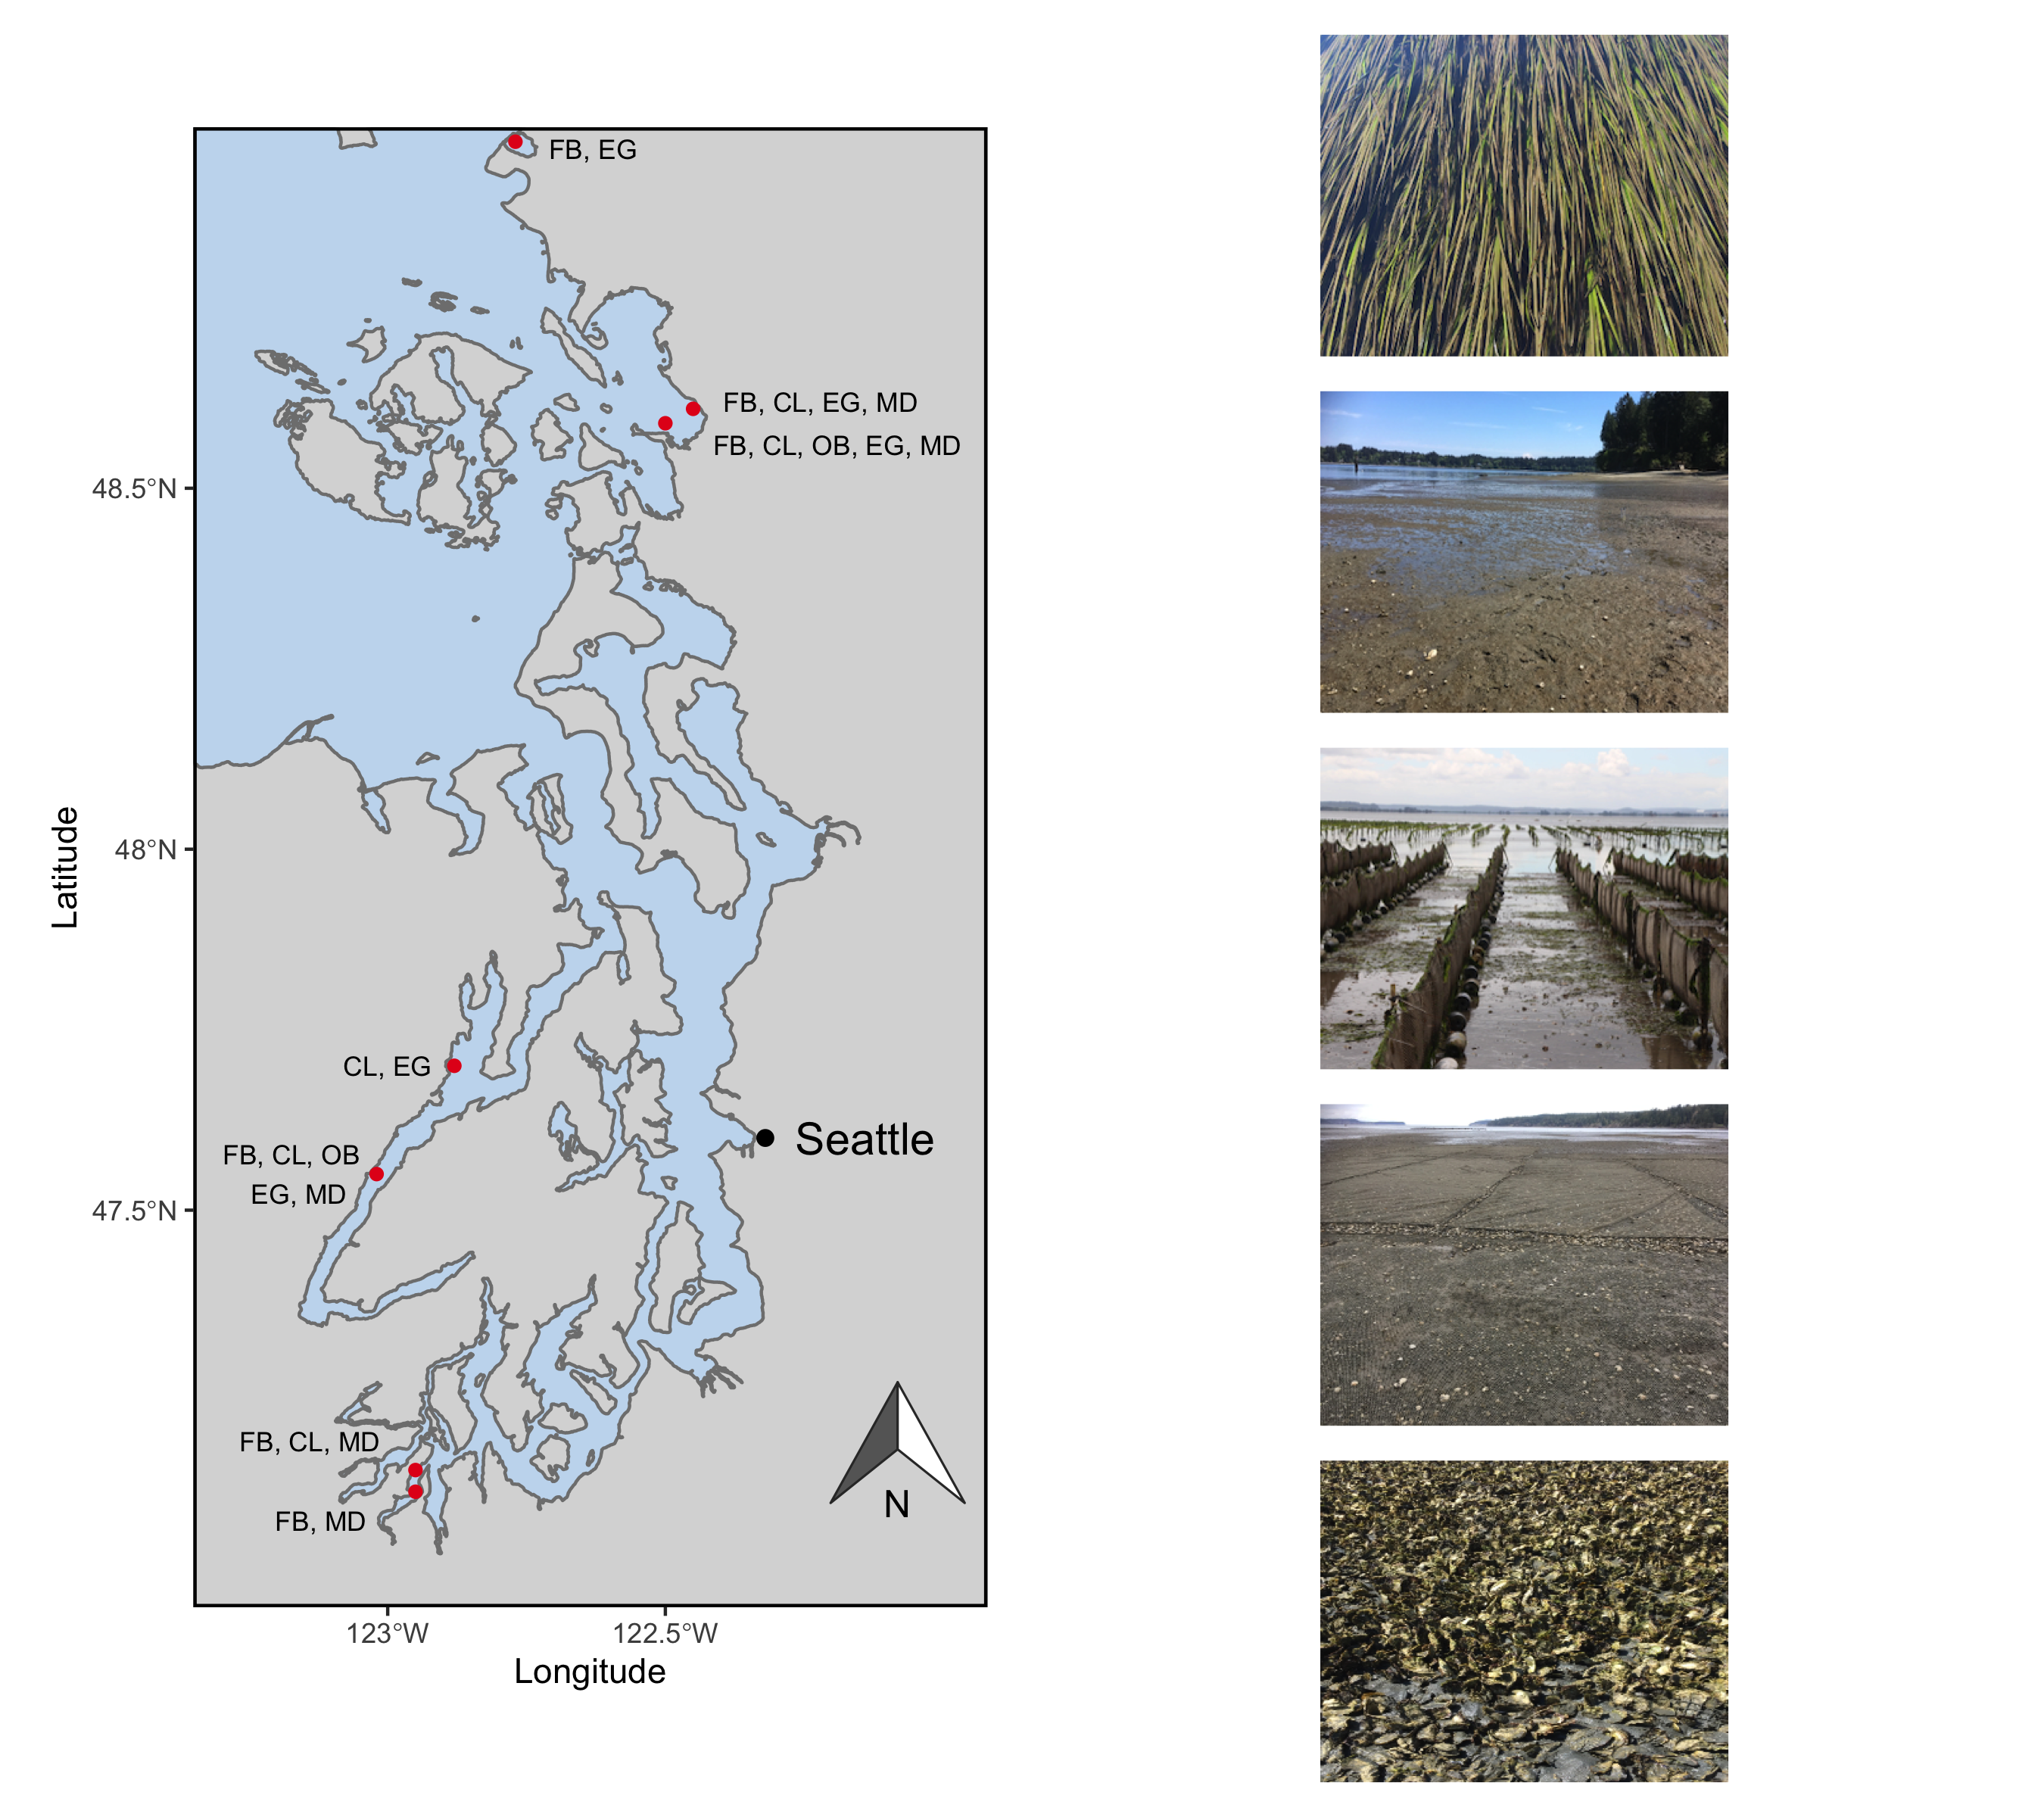 FB, EG
FB, CL, EG, MD
FB, CL, OB, EG, MD
48.5°N
48°N
Latitude
CL, EG
Seattle
FB, CL, OB
EG, MD
47.5°N
FB, CL, MD
FB, MD
N
123°W
122.5°W
Longitude